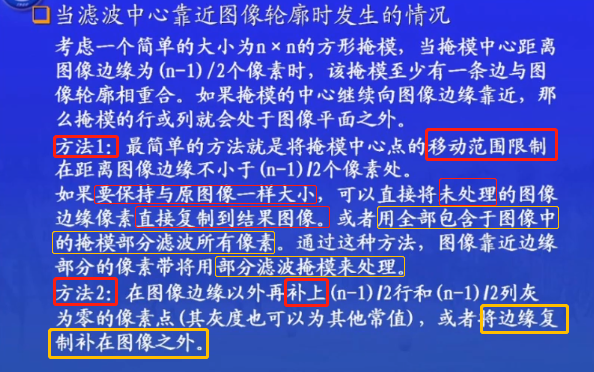 当滤波中心靠近图像轮廓时发生的情况
考虑一个简单的大小为n×n的方形掩模，当掩模中心距离
图像边缘为(n-1)/2个像素时，该掩模至少有一条边与图
像轮廓相重合。如果掩模的中心继续向图像边缘靠近，那
么掩模的行或列就会处于图像平面之外。
方法1：最简单的方法就是将掩模中心点的移动范围限制
在距离图像边缘不小于(n-1)/2个像素处。
如果要保持与原图像一样大小，可以直接将未处理的图像
边缘像素直接复制到结果图像。或者用全部包含于图像中
的掩模部分滤波所有像素。通过这种方法，图像靠近边缘
部分的像素带将用部分滤波掩模来处理。
方法2：在图像边缘以外再补上(n-1)/2行和(n-1)/2列灰
为零的像素点(其灰度也可以为其他常值)，或者将边缘复
制补在图像之外。